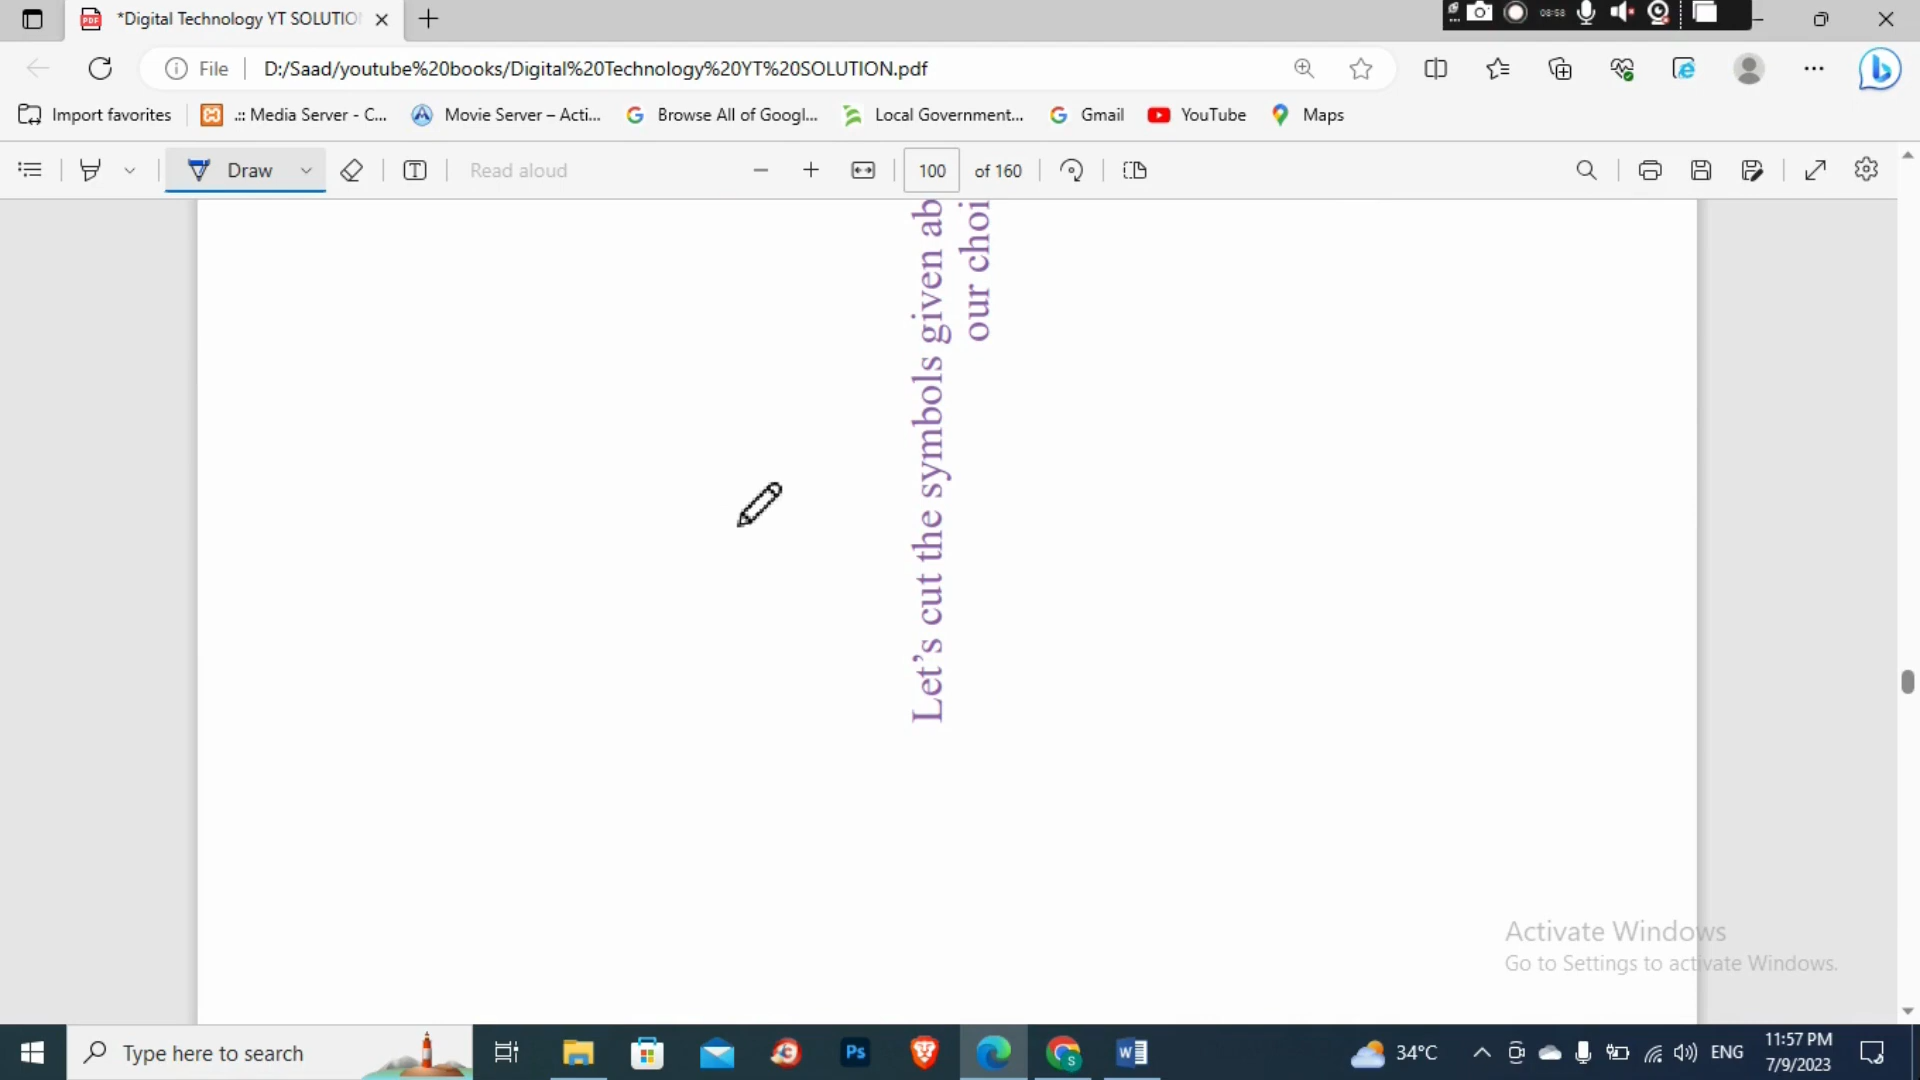 *Digital Technology YT SOLUTIO
08:58
File
D:/Saad/youtube%20books/Digital%20Technology%20YT%20SOLUTION.pdf
Import favorites
.:: Media Server - C...
Movie Server – Acti...
Browse All of Googl...
Local Government...
Gmail
YouTube
Maps
Draw
Read aloud
100 of 160
Let's cut the symbols given ab
our choi
Activate Windows
Go to Settings to activate Windows.
Type here to search
Ps
34°C
ENG
11:57 PM
7/9/2023